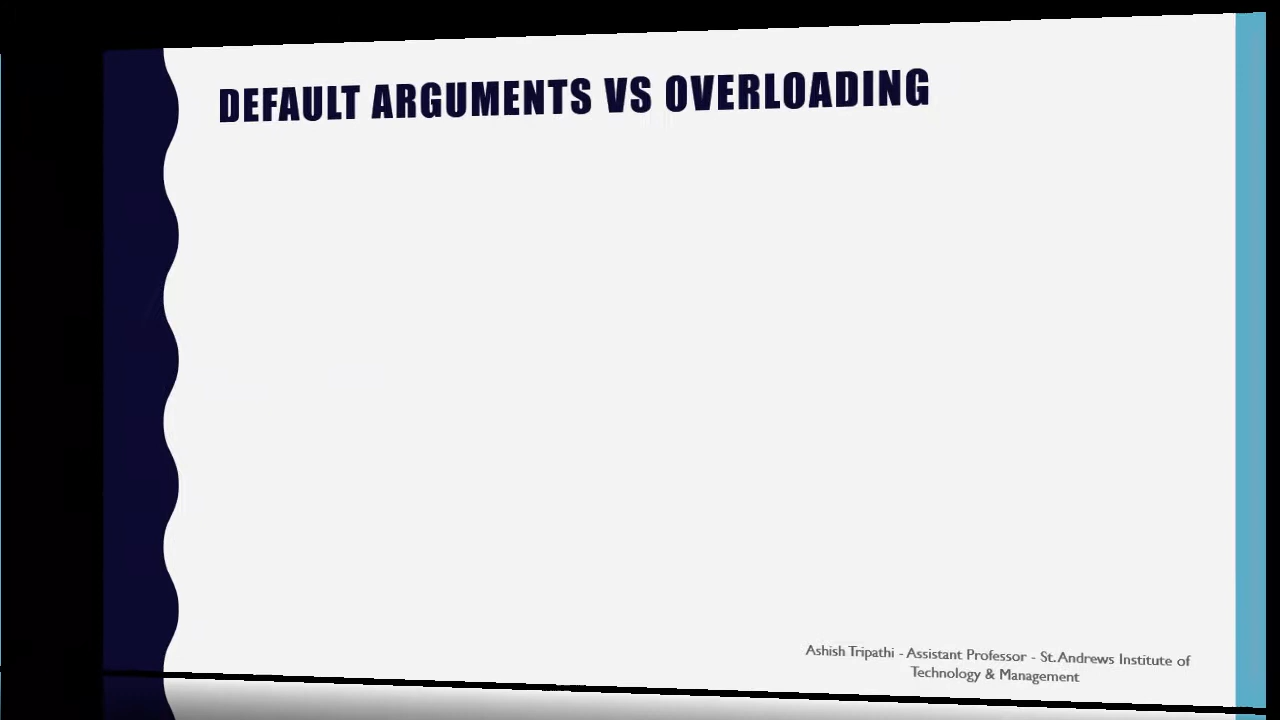 DEFAULT ARGUMENTS VS OVERLOADING
Ashish Tripathi - Assistant Professor - St. Andrews Institute of
Technology & Management